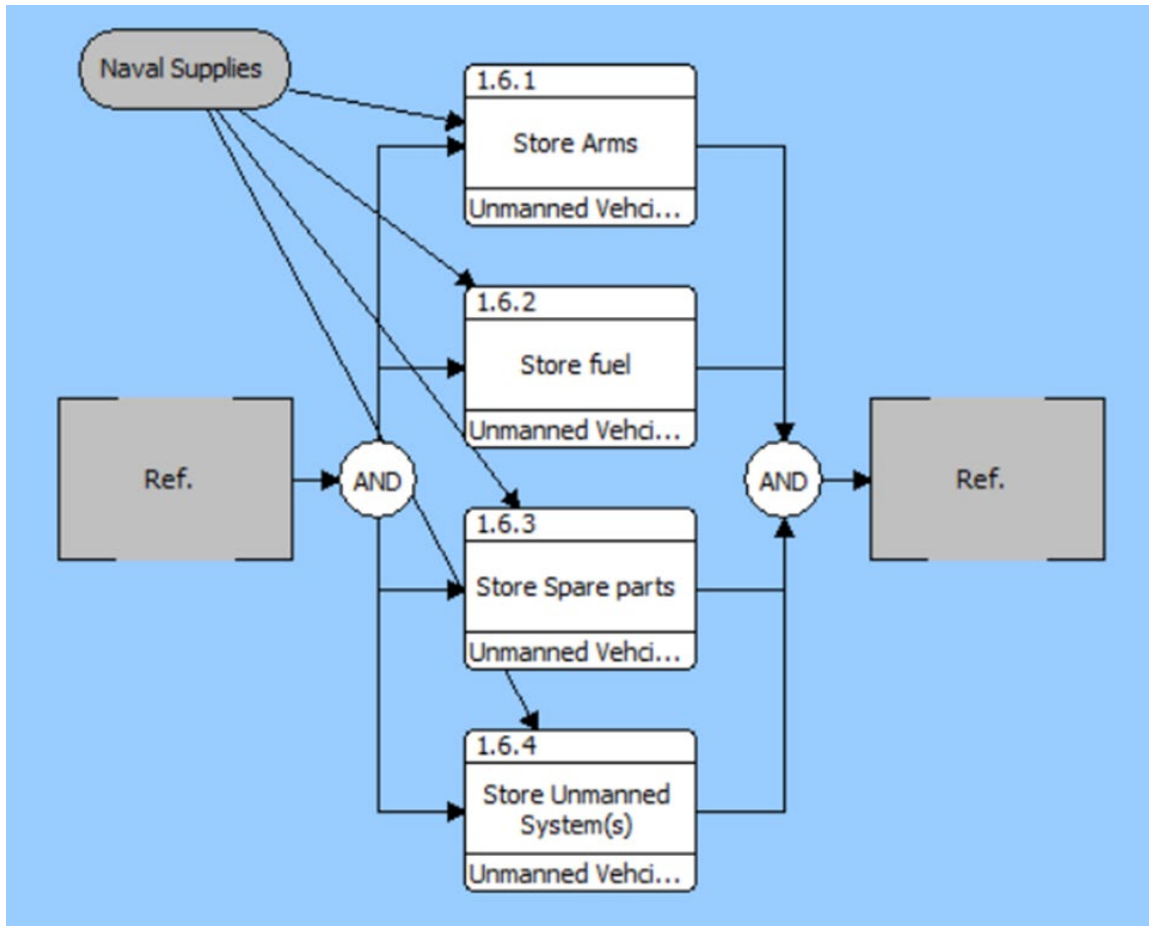 Naval Supplies
1.6.1
Store Arms
Unmanned Vehci...
1.6.2
Store fuel
Unmanned Vehci...
Ref.
AND
AND
Ref.
1.6.3
Store Spare parts
Unmanned Vehci...
1.6.4
Store Unmanned
System(s)
Unmanned Vehci...